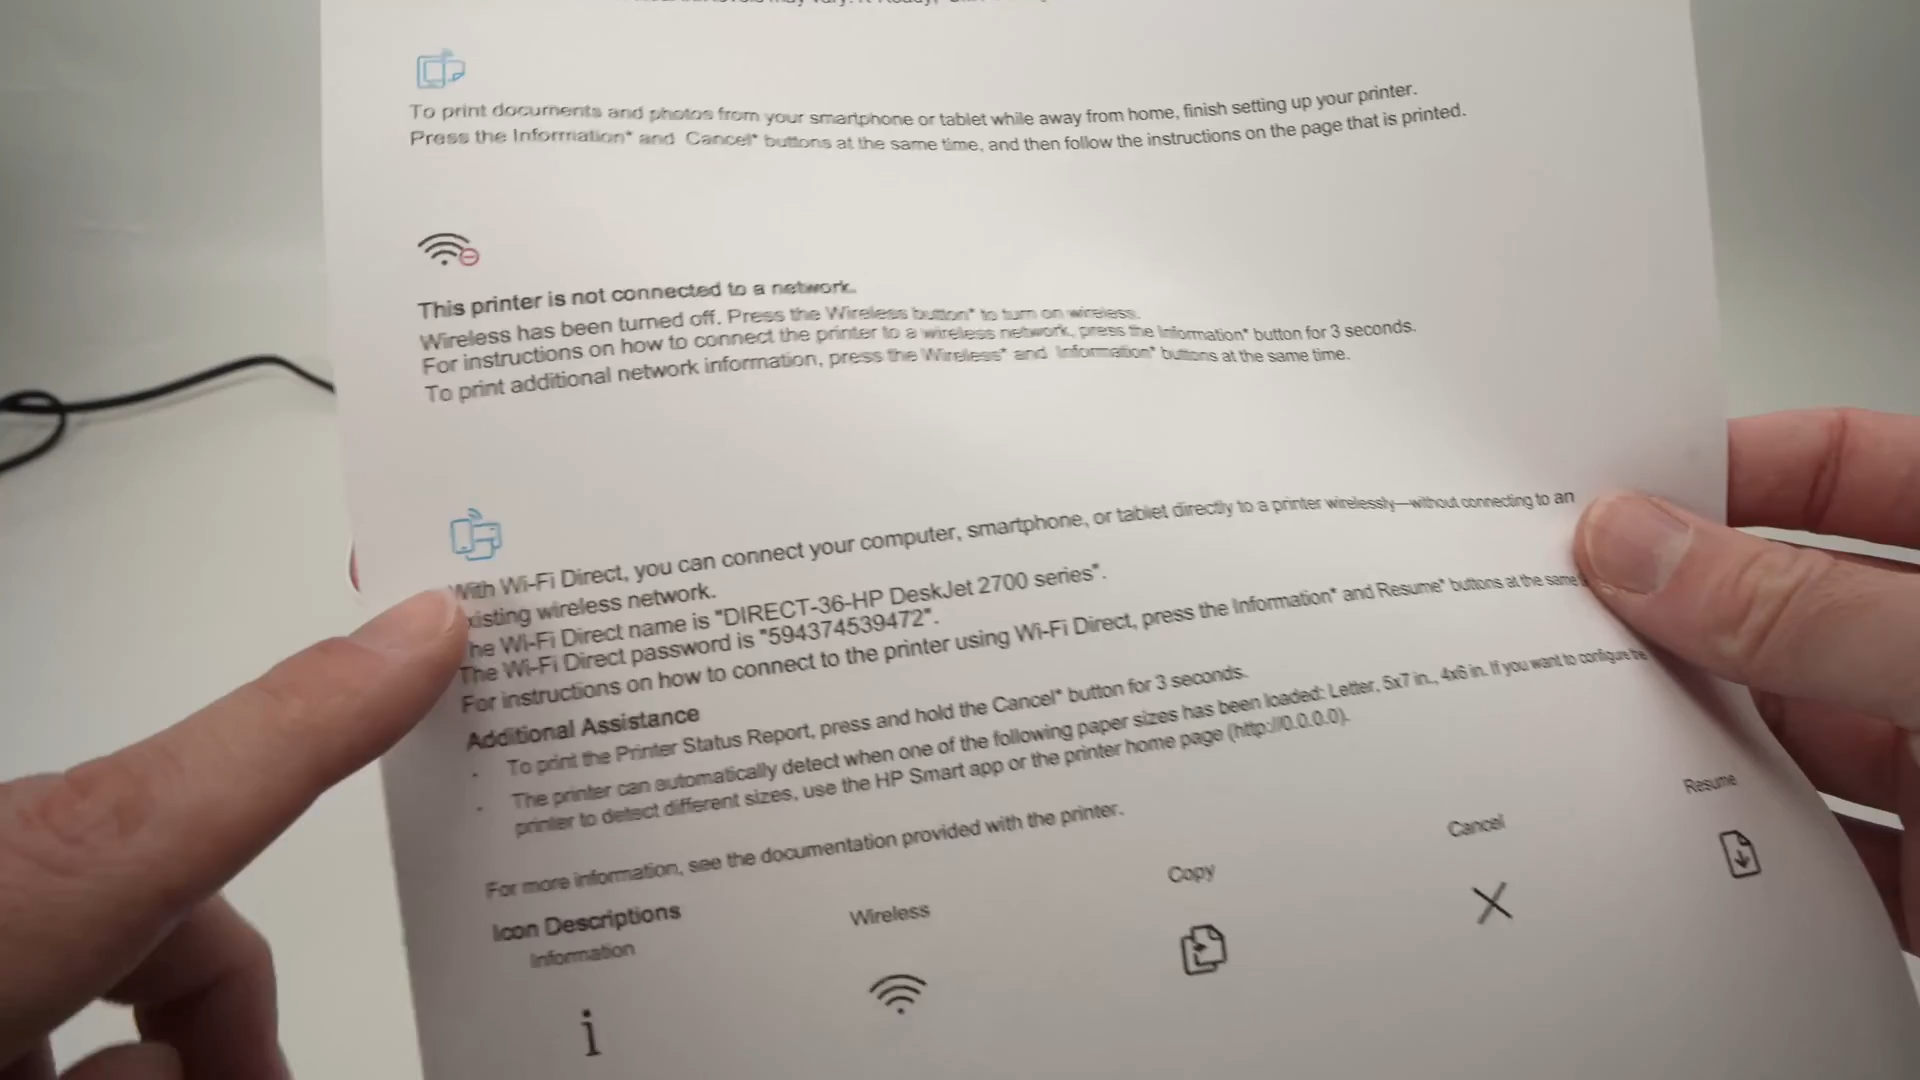 may vary.
To print documents and photos from your smartphone or tablet while away from home, finish setting up your printer.
Press the Information* and Cancel* buttons at the same time, and then follow the instructions on the page that is printed.
This printer is not connected to a network.
Wireless has been turned off. Press the Wireless button* to turn on wireless.
For instructions on how to connect the printer to a wireless network, press the Information* button for 3 seconds.
To print additional network information, press the Wireless* and Information* buttons at the same time.
With Wi-Fi Direct, you can connect your computer, smartphone, or tablet directly to a printer wirelessly—without connecting to an
xisting wireless network.
he Wi-Fi Direct name is "DIRECT-36-HP DeskJet 2700 series".
The Wi-Fi Direct password is "594374539472".
For instructions on how to connect to the printer using Wi-Fi Direct, press the Information* and Resume* buttons at the same
Additional Assistance
- To print the Printer Status Report, press and hold the Cancel* button for 3 seconds.
- The printer can automatically detect when one of the following paper sizes has been loaded: Letter, 5x7 in., 4x6 in. If you want to configure the
printer to detect different sizes, use the HP Smart app or the printer home page (http://0.0.0.0).
For more information, see the documentation provided with the printer.
Icon Descriptions
Information Wireless Copy Cancel Resume